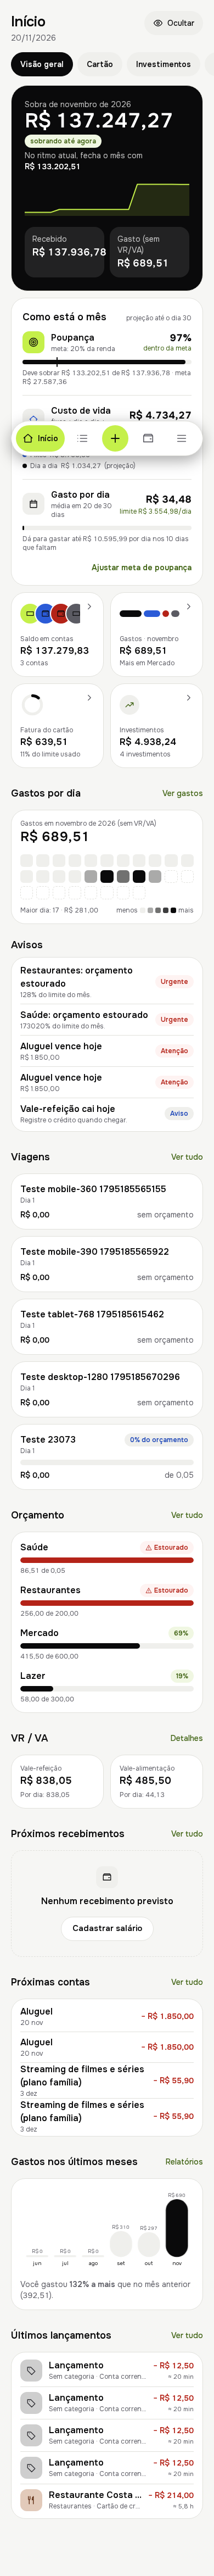 Início
20/11/2026
Ocultar
Visão geral
Cartão
Investimentos
Sobra de novembro de 2026
R$ 137.247,27
sobrando até agora
No ritmo atual, fecha o mês com
R$ 133.202,51
Recebido
R$ 137.936,78
Gasto (sem VR/VA)
R$ 689,51
Como está o mês
projeção até o dia 30
Poupança
97%
meta: 20% da renda
dentro da meta
Deve sobrar R$ 133.202,51 de R$ 137.936,78 · meta
R$ 27.587,36
Custo de vida
R$ 4.734,27
Início
Dia a dia R$ 1.034,27 (projeção)
Gasto por dia
R$ 34,48
média em 20 de 30 dias
limite R$ 3.554,98/dia
Dá para gastar até R$ 10.595,99 por dia nos 10 dias
que faltam
Ajustar meta de poupança
Saldo em contas
R$ 137.279,83
3 contas
Gastos · novembro
R$ 689,51
Mais em Mercado
Fatura do cartão
R$ 639,51
11% do limite usado
Investimentos
R$ 4.938,24
4 investimentos
Gastos por dia
Ver gastos
Gastos em novembro de 2026 (sem VR/VA)
R$ 689,51
Maior dia: 17 · R$ 281,00
menos
mais
Avisos
Restaurantes: orçamento estourado
128% do limite do mês
Urgente
Saúde: orçamento estourado
173020% do limite do mês
Urgente
Aluguel vence hoje
R$ 1.850,00
Atenção
Aluguel vence hoje
R$ 1.850,00
Atenção
Vale-refeição cai hoje
Registre o crédito quando chegar
Aviso
Viagens
Ver tudo
Teste mobile-360 1795185565155
Dia 1
R$ 0,00
sem orçamento
Teste mobile-390 1795185565922
Dia 1
R$ 0,00
sem orçamento
Teste tablet-768 1795185615462
Dia 1
R$ 0,00
sem orçamento
Teste desktop-1280 1795185670296
Dia 1
R$ 0,00
sem orçamento
Teste 23073
0% do orçamento
Dia 1
R$ 0,00
de 0,05
Orçamento
Ver tudo
Saúde
Estourado
86,51 de 0,05
Restaurantes
Estourado
256,00 de 200,00
Mercado
69%
415,50 de 600,00
Lazer
19%
58,00 de 300,00
VR / VA
Detalhes
Vale-refeição
R$ 838,05
Por dia: 838,05
Vale-alimentação
R$ 485,50
Por dia: 44,13
Próximos recebimentos
Ver tudo
Nenhum recebimento previsto
Cadastrar salário
Próximas contas
Ver tudo
Aluguel
20 nov
− R$ 1.850,00
Aluguel
20 nov
− R$ 1.850,00
Streaming de filmes e séries (plano família)
3 dez
− R$ 55,90
Streaming de filmes e séries (plano família)
3 dez
− R$ 55,90
Gastos nos últimos meses
Relatórios
R$ 0
R$ 0
R$ 0
R$ 310
R$ 297
R$ 690
jun
jul
ago
set
out
nov
Você gastou 132% a mais que no mês anterior
(392,51).
Últimos lançamentos
Ver tudo
Lançamento
− R$ 12,50
Sem categoria · Conta corren…
≈ 20 min
Lançamento
− R$ 12,50
Sem categoria · Conta corren…
≈ 20 min
Lançamento
− R$ 12,50
Sem categoria · Conta corren…
≈ 20 min
Lançamento
− R$ 12,50
Sem categoria · Conta corren…
≈ 20 min
Restaurante Costa …
− R$ 214,00
Restaurantes · Cartão de cr…
≈ 5,8 h